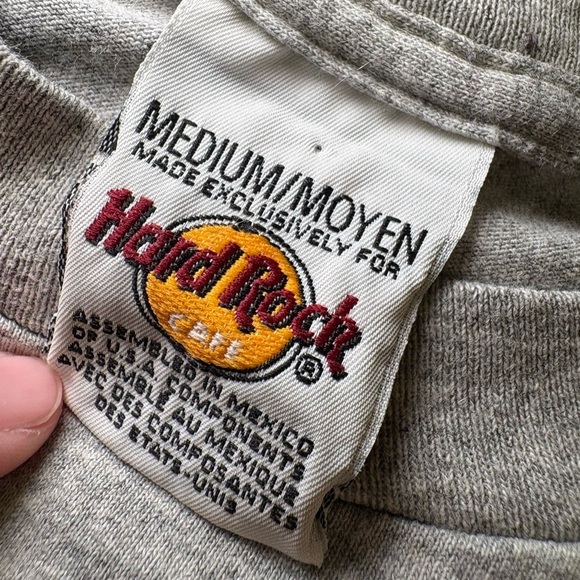 MEDIUM/MOYEN
MADE EXCLUSIVELY FOR
Hard Rock
CAFE
®
ASSEMBLED IN MEXICO
OF U.S.A. COMPONENTS
ASSEMBLÉ AU MEXIQUE
AVEC DES COMPOSANTES
DES ETATS-UNIS